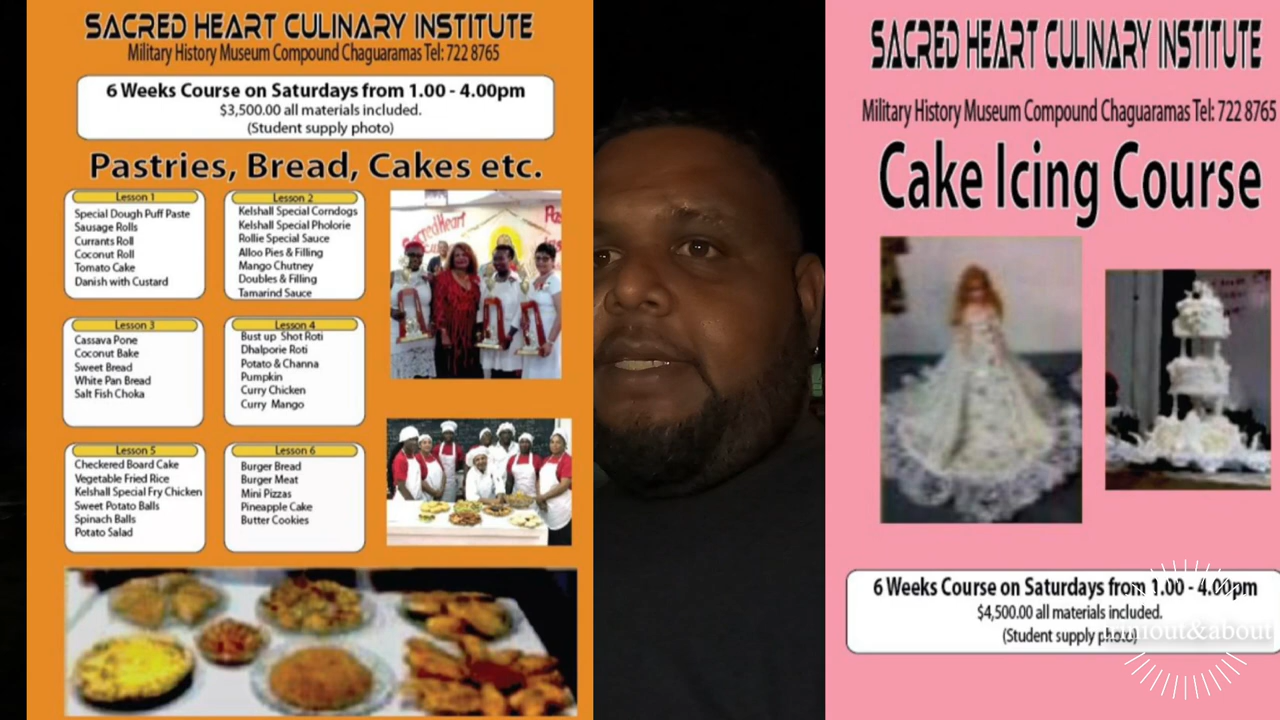 SACRED HEART CULINARY INSTITUTE
Military History Museum Compound Chaguaramas Tel: 722 8765
6 Weeks Course on Saturdays from 1.00 - 4.00pm
$3,500.00 all materials included.
(Student supply photo)
Pastries, Bread, Cakes etc.
Lesson 1
Special Dough Puff Paste
Sausage Rolls
Currants Roll
Coconut Roll
Tomato Cake
Danish with Custard
Lesson 2
Kelshall Special Corndogs
Kelshall Special Pholorie
Rollie Special Sauce
Alloo Pies & Filling
Mango Chutney
Doubles & Filling
Tamarind Sauce
Lesson 3
Cassava Pone
Coconut Bake
Sweet Bread
White Pan Bread
Salt Fish Choka
Lesson 4
Bust up Shot Roti
Dhalporie Roti
Potato & Channa
Pumpkin
Curry Chicken
Curry Mango
Lesson 5
Checkered Board Cake
Vegetable Fried Rice
Kelshall Special Fry Chicken
Sweet Potato Balls
Spinach Balls
Potato Salad
Lesson 6
Burger Bread
Burger Meat
Mini Pizzas
Pineapple Cake
Butter Cookies
Sacred Heart
SACRED HEART CULINARY INSTITUTE
Military History Museum Compound Chaguaramas Tel: 722 8765
Cake Icing Course
6 Weeks Course on Saturdays from 1.00 - 4.00pm
$4,500.00 all materials included.
(Student supply photo)